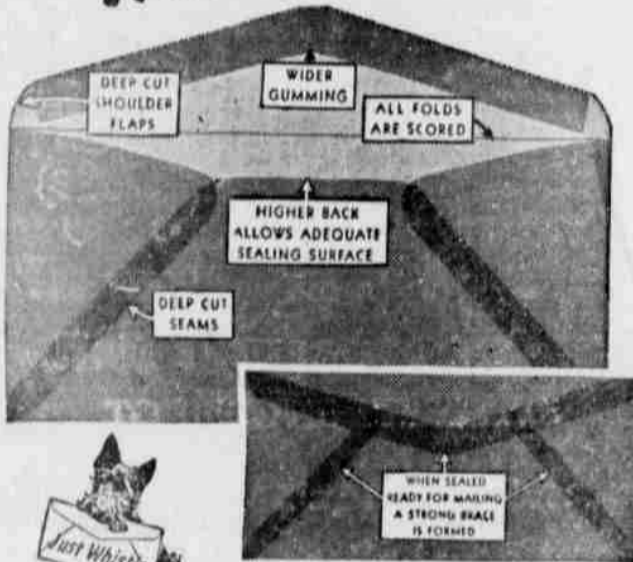 DEEP CUT
SHOULDER
FLAPS
WIDER
GUMMING
ALL FOLDS
ARE SCORED
HIGHER BACK
ALLOWS ADEQUATE
SEALING SURFACE
DEEP CUT
SEAMS
WHEN SEALED
READY FOR MAILING
A STRONG BRACE
IS FORMED
Just